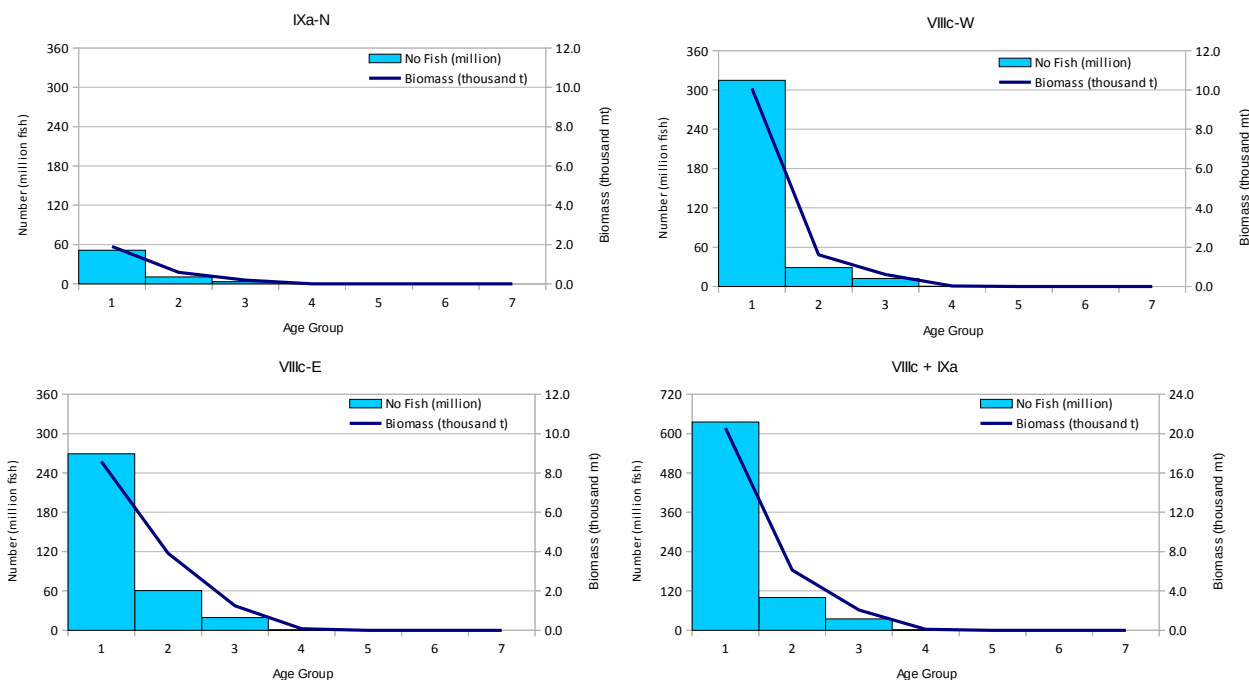 IXa-N
No Fish (million)
Biomass (thousand t)
Number (million fish)
360
300
240
180
120
60
0
12.0
10.0
8.0
6.0
4.0
2.0
0.0
Biomass (thousand mt)
1 2 3 4 5 6 7
Age Group
VIIIc-W
No Fish (million)
Biomass (thousand t)
Number (million fish)
360
300
240
180
120
60
0
12.0
10.0
8.0
6.0
4.0
2.0
0.0
Biomass (thousand mt)
1 2 3 4 5 6 7
Age Group
VIIIc-E
No Fish (million)
Biomass (thousand t)
Number (million fish)
360
300
240
180
120
60
0
12.0
10.0
8.0
6.0
4.0
2.0
0.0
Biomass (thousand mt)
1 2 3 4 5 6 7
Age Group
VIIIc + IXa
No Fish (million)
Biomass (thousand t)
Number (million fish)
720
600
480
360
240
120
0
24.0
20.0
16.0
12.0
8.0
4.0
0.0
Biomass (thousand mt)
1 2 3 4 5 6 7
Age Group